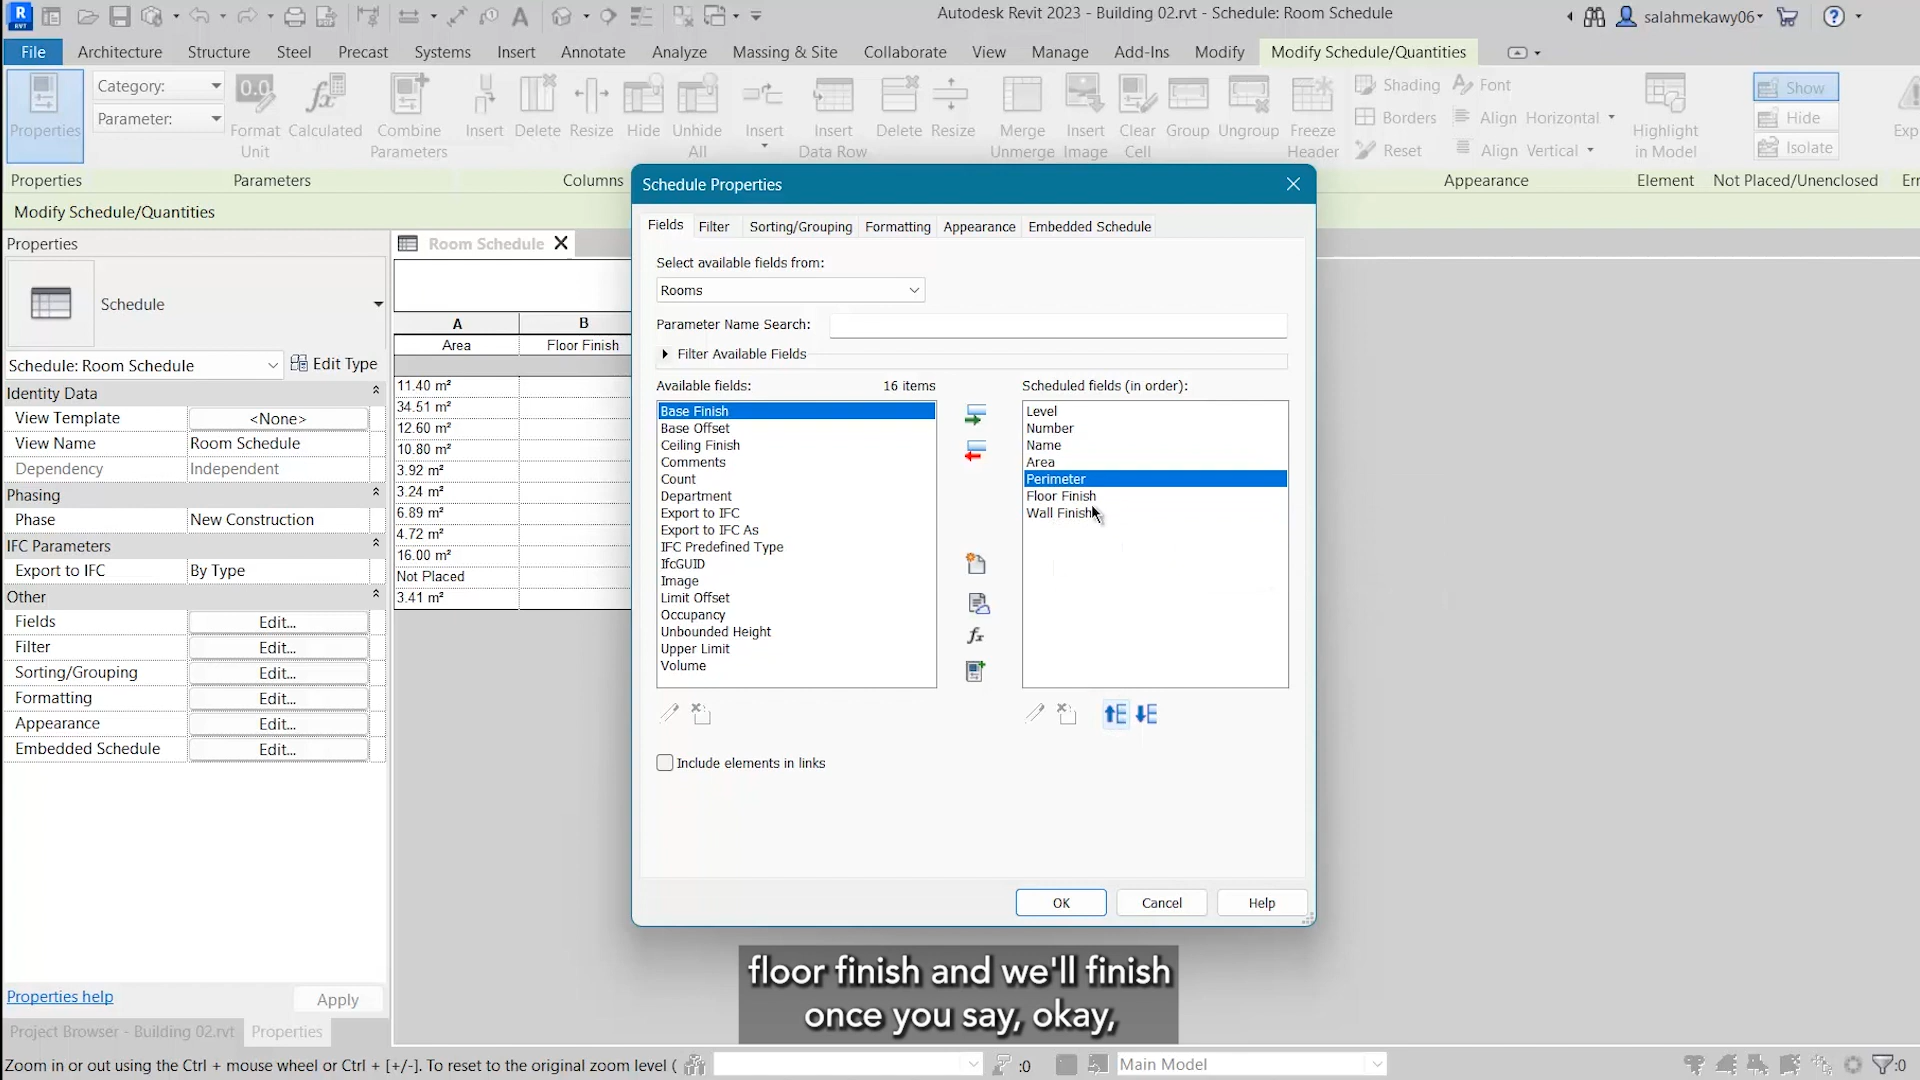 Autodesk Revit 2023 - Building 02.rvt - Schedule: Room Schedule
salahmekawy06
File Architecture Structure Steel Precast Systems Insert Annotate Analyze Massing & Site Collaborate View Manage Add-Ins Modify Modify Schedule/Quantities
Category:
Parameter:
Properties
Format Unit
Calculated
Combine Parameters
Insert
Delete
Resize
Hide
Unhide All
Insert
Insert Data Row
Delete
Resize
Merge Unmerge
Insert Image
Clear Cell
Group
Ungroup
Freeze Header
Shading
Borders
Reset
Font
Align Horizontal
Align Vertical
Highlight in Model
Show
Hide
Isolate
Properties Parameters Columns Appearance Element Not Placed/Unenclosed
Modify Schedule/Quantities
Properties
Schedule
Schedule: Room Schedule Edit Type
Identity Data
View Template <None>
View Name Room Schedule
Dependency Independent
Phasing
Phase New Construction
IFC Parameters
Export to IFC By Type
Other
Fields Edit...
Filter Edit...
Sorting/Grouping Edit...
Formatting Edit...
Appearance Edit...
Embedded Schedule Edit...
Properties help Apply
Project Browser - Building 02.rvt Properties
Room Schedule
A B
Area Floor Finish
11.40 m²
34.51 m²
12.60 m²
10.80 m²
3.92 m²
3.24 m²
6.89 m²
4.72 m²
16.00 m²
Not Placed
3.41 m²
Schedule Properties
Fields Filter Sorting/Grouping Formatting Appearance Embedded Schedule
Select available fields from:
Rooms
Parameter Name Search:
Filter Available Fields
Available fields: 16 items
Base Finish
Base Offset
Ceiling Finish
Comments
Count
Department
Export to IFC
Export to IFC As
IFC Predefined Type
IfcGUID
Image
Limit Offset
Occupancy
Unbounded Height
Upper Limit
Volume
Scheduled fields (in order):
Level
Number
Name
Area
Perimeter
Floor Finish
Wall Finish
Include elements in links
OK Cancel Help
floor finish and we'll finish
once you say, okay,
Zoom in or out using the Ctrl + mouse wheel or Ctrl + [+/-]. To reset to the original zoom level (
:0
Main Model
:0